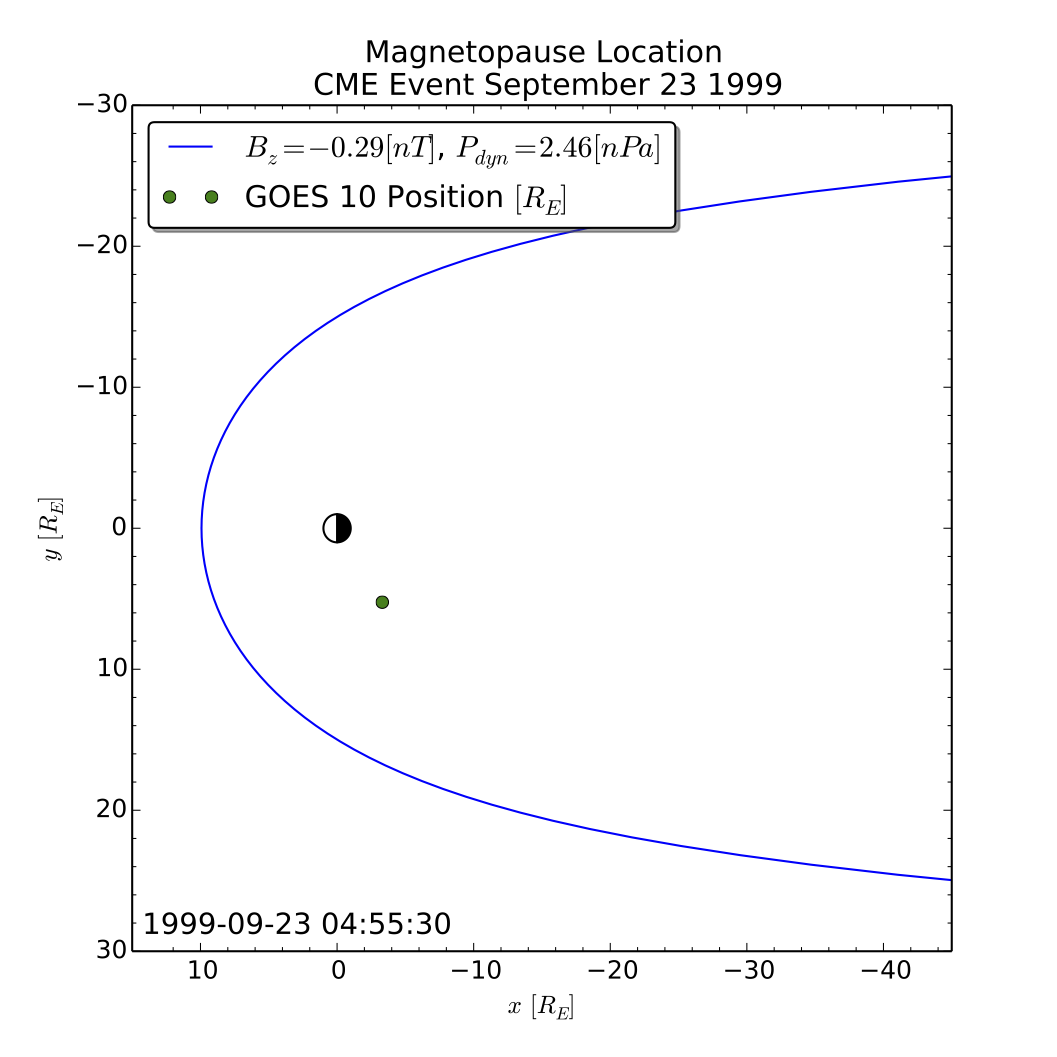 Magnetopause Location
CME Event September 23 1999
B_z=−0.29[nT], P_dyn=2.46[nPa]
GOES 10 Position [R_E]
−30
−20
−10
0
10
20
30
y [R_E]
1999-09-23 04:55:30
10
0
−10
−20
−30
−40
x [R_E]